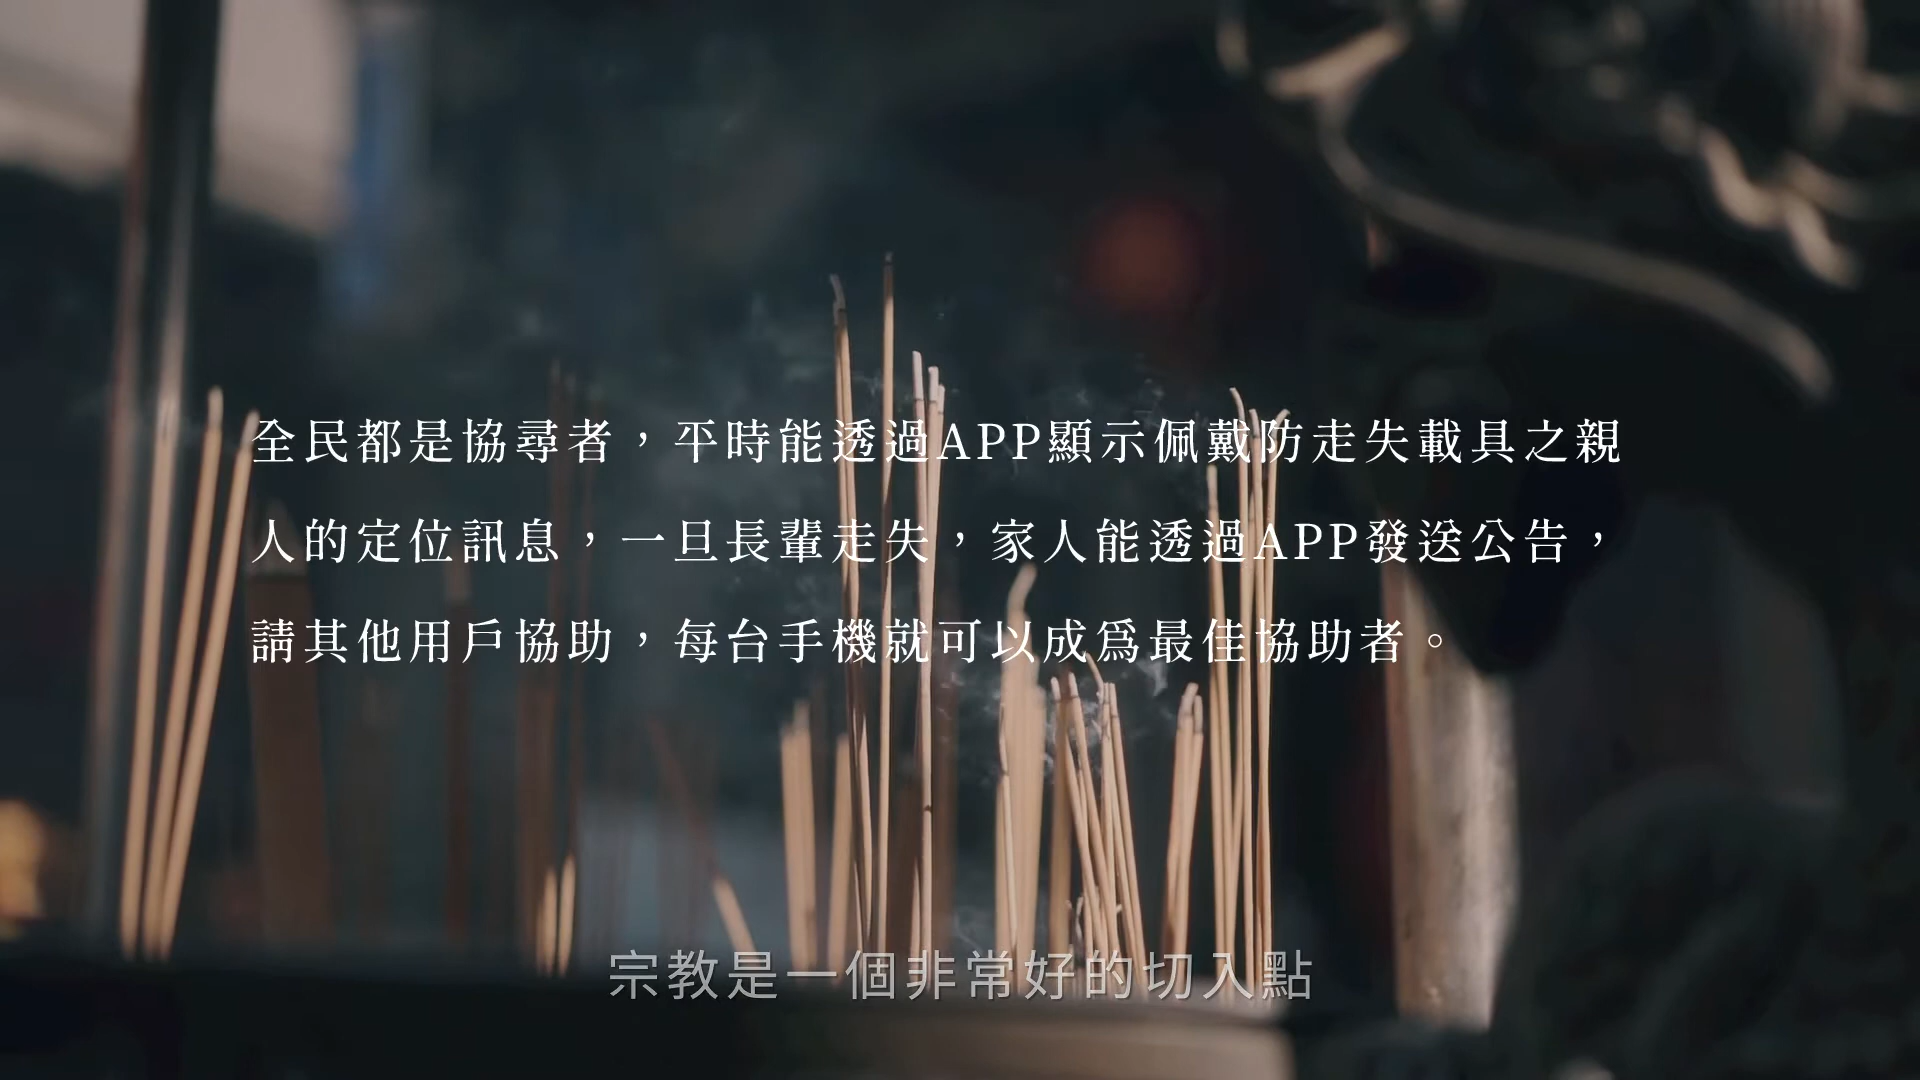 全民都是協尋者，平時能透過APP顯示佩戴防走失載具之親
人的定位訊息，一旦長輩走失，家人能透過APP發送公告，
請其他用戶協助，每台手機就可以成爲最佳協助者。
宗教是一個非常好的切入點